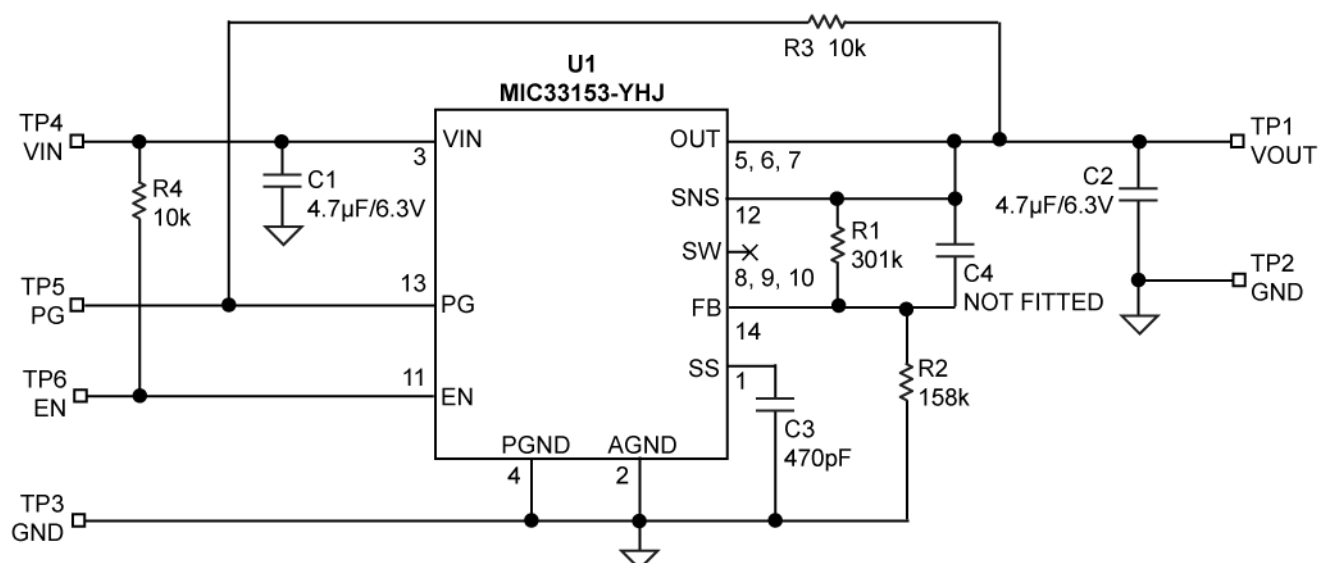 R3 10k
U1
MIC33153-YHJ
TP4
VIN
VIN
3
OUT
5, 6, 7
TP1
VOUT
R4
10k
C1
4.7µF/6.3V
SNS
12
C2
4.7µF/6.3V
R1
301k
SW
8, 9, 10
C4
NOT FITTED
TP5
PG
13
PG
FB
14
TP2
GND
TP6
EN
11
EN
SS
1
R2
158k
C3
470pF
PGND
4
AGND
2
TP3
GND